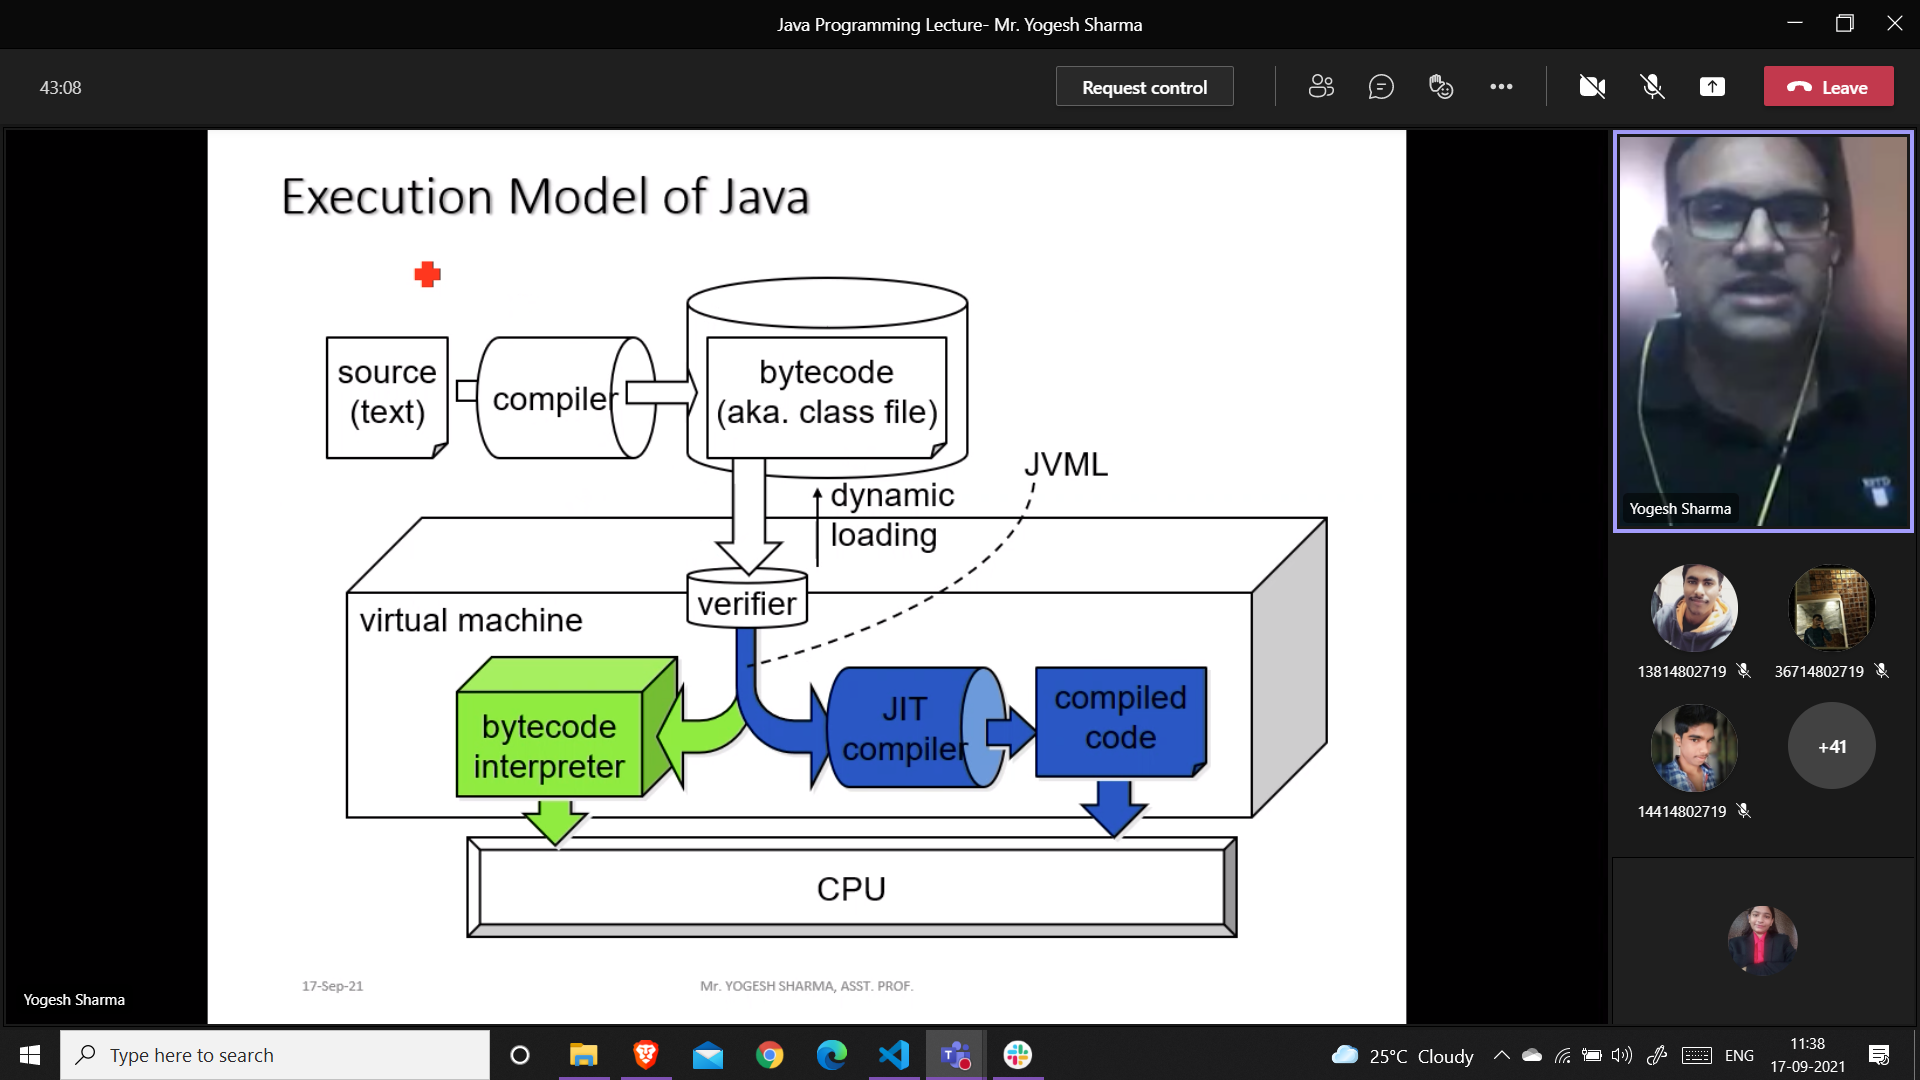 Java Programming Lecture- Mr. Yogesh Sharma
43:08
Request control
Leave
Execution Model of Java
source
(text)
compiler
bytecode
(aka. class file)
JVML
dynamic
loading
verifier
virtual machine
bytecode
interpreter
JIT
compiler
compiled
code
CPU
17-Sep-21
Mr. YOGESH SHARMA, ASST. PROF.
Yogesh Sharma
Yogesh Sharma
13814802719
36714802719
14414802719
+41
Type here to search
25°C Cloudy
ENG
11:38
17-09-2021